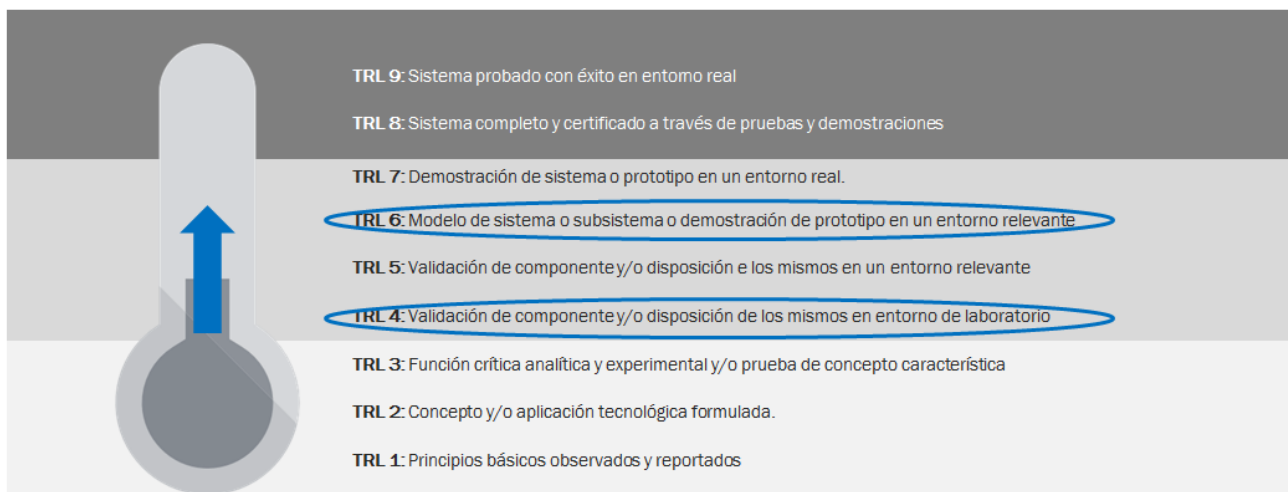 TRL 9: Sistema probado con éxito en entorno real
TRL 8: Sistema completo y certificado a través de pruebas y demostraciones
TRL 7: Demostración de sistema o prototipo en un entorno real.
TRL 6: Modelo de sistema o subsistema o demostración de prototipo en un entorno relevante
TRL 5: Validación de componente y/o disposición e los mismos en un entorno relevante
TRL 4: Validación de componente y/o disposición de los mismos en entorno de laboratorio
TRL 3: Función crítica analítica y experimental y/o prueba de concepto característica
TRL 2: Concepto y/o aplicación tecnológica formulada.
TRL 1: Principios básicos observados y reportados